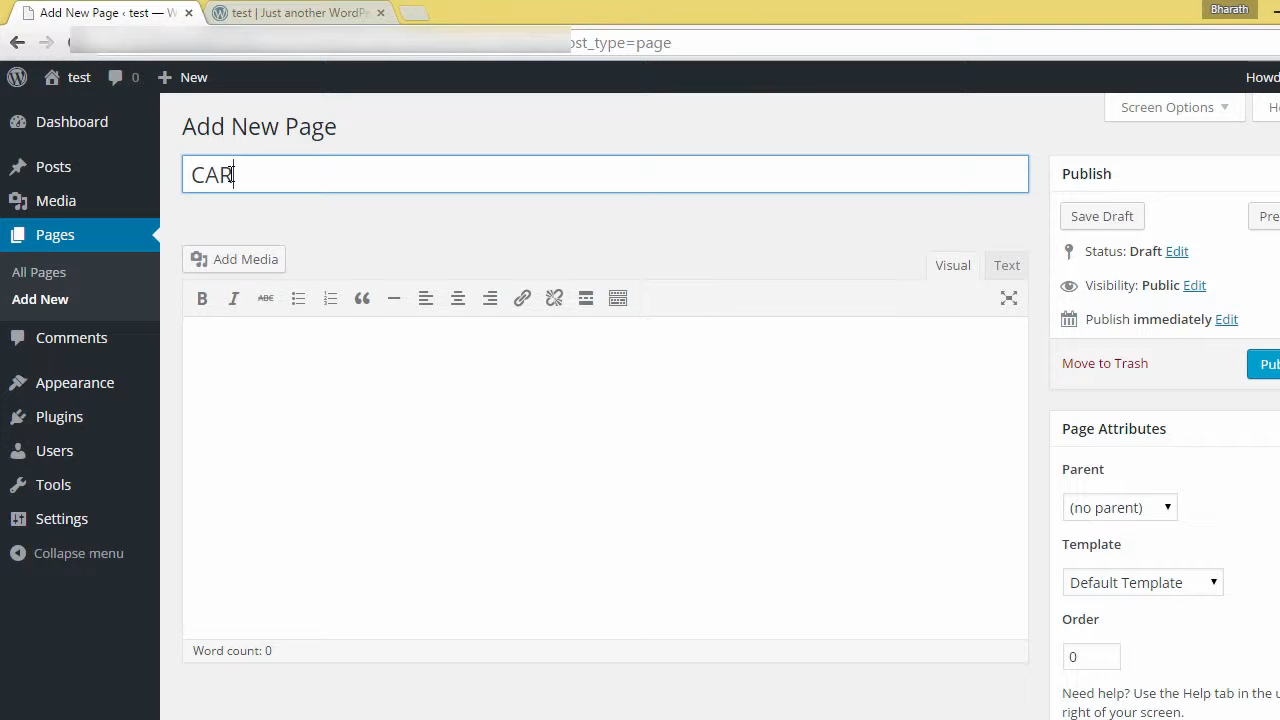 Add New Page ‹ test — W
test | Just another WordPr
Bharath
ost_type=page
test
0
New
Howd
Dashboard
Posts
Media
Pages
All Pages
Add New
Comments
Appearance
Plugins
Users
Tools
Settings
Collapse menu
Screen Options
He
Add New Page
CAR
Add Media
Visual
Text
B
I
ABC
Word count: 0
Publish
Save Draft
Pre
Status: Draft Edit
Visibility: Public Edit
Publish immediately Edit
Move to Trash
Pub
Page Attributes
Parent
(no parent)
Template
Default Template
Order
0
Need help? Use the Help tab in the u
right of your screen.